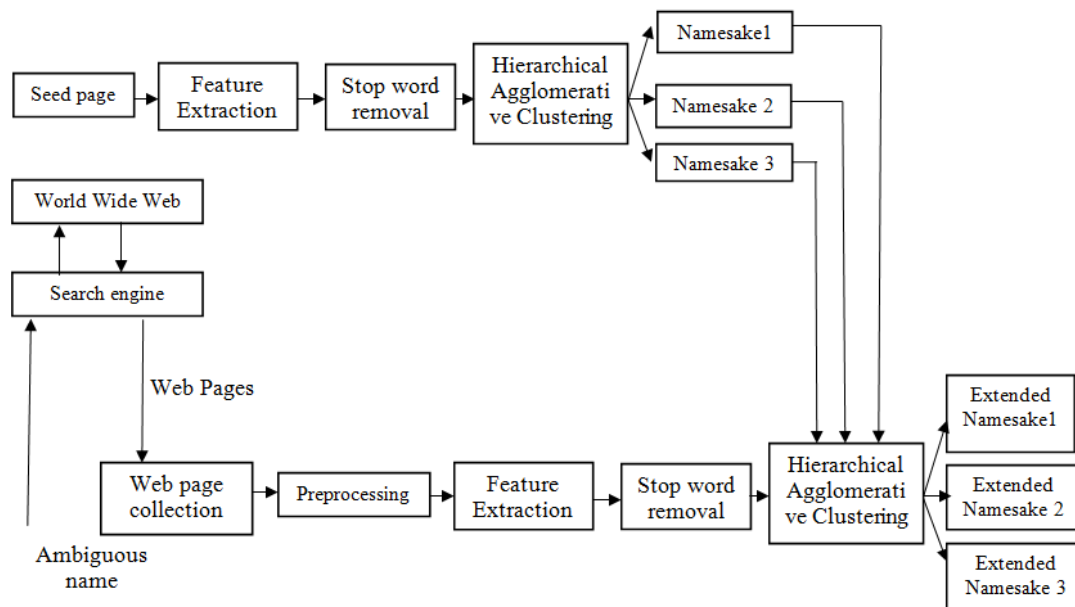 Seed page
Feature
Extraction
Stop word
removal
Hierarchical
Agglomerati
ve Clustering
Namesake1
Namesake 2
Namesake 3
World Wide Web
Search engine
Web Pages
Ambiguous
name
Web page
collection
Preprocessing
Feature
Extraction
Stop word
removal
Hierarchical
Agglomerati
ve Clustering
Extended
Namesake1
Extended
Namesake 2
Extended
Namesake 3